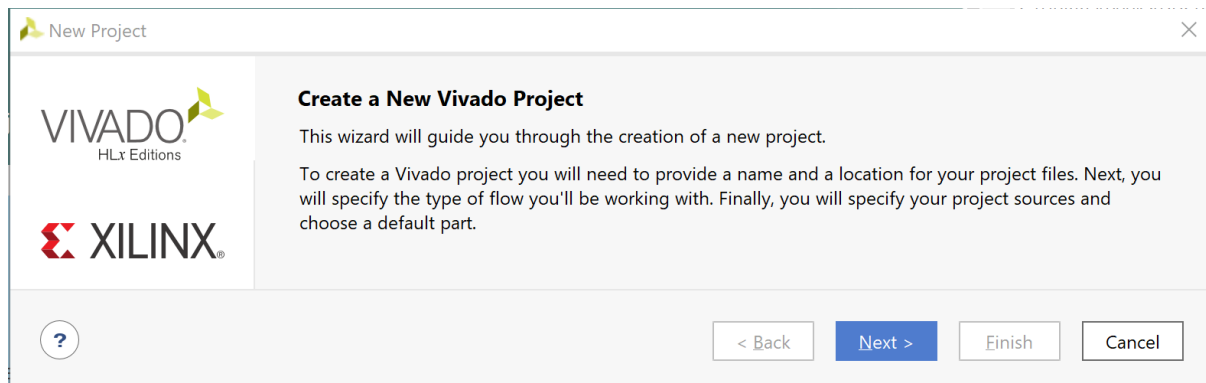 New Project
VIVADO®
HLx Editions
XILINX®
Create a New Vivado Project
This wizard will guide you through the creation of a new project.
To create a Vivado project you will need to provide a name and a location for your project files. Next, you
will specify the type of flow you'll be working with. Finally, you will specify your project sources and
choose a default part.
?
< Back
Next >
Finish
Cancel